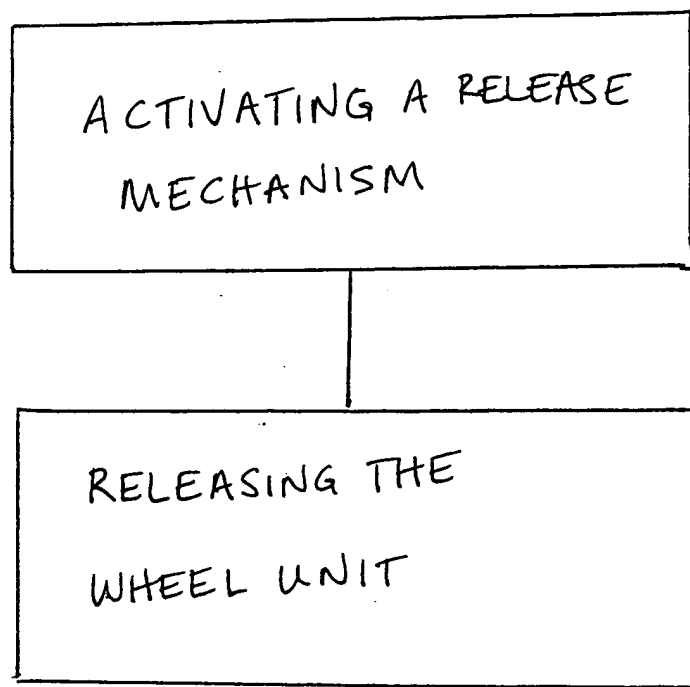 ACTIVATING A RELEASE
MECHANISM
RELEASING THE
WHEEL UNIT